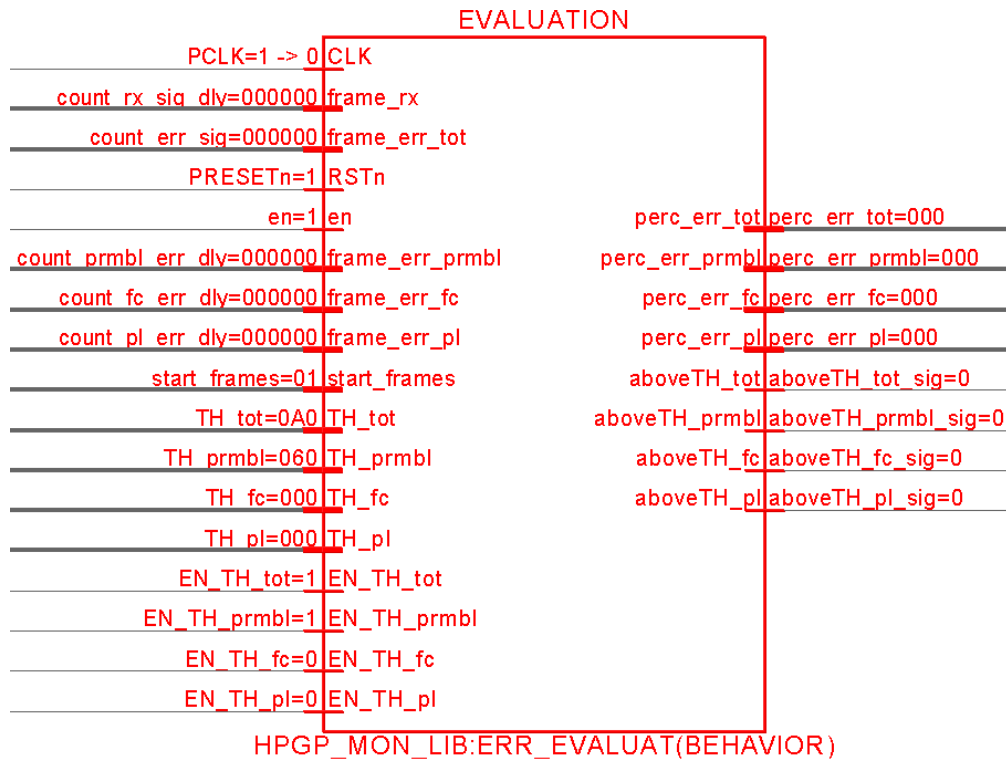 EVALUATION
PCLK=1 -> 0 CLK
count_rx_sig_dly=000000 frame_rx
count_err_sig=000000 frame_err_tot
PRESETn=1 RSTn
en=1 en
perc_err_tot perc_err_tot=000
count_prmbl_err_dly=000000 frame_err_prmbl
perc_err_prmbl perc_err_prmbl=000
count_fc_err_dly=000000 frame_err_fc
perc_err_fc perc_err_fc=000
count_pl_err_dly=000000 frame_err_pl
perc_err_pl perc_err_pl=000
start_frames=01 start_frames
aboveTH_tot aboveTH_tot_sig=0
TH_tot=0A0 TH_tot
aboveTH_prmbl aboveTH_prmbl_sig=0
TH_prmbl=060 TH_prmbl
aboveTH_fc aboveTH_fc_sig=0
TH_fc=000 TH_fc
aboveTH_pl aboveTH_pl_sig=0
TH_pl=000 TH_pl
EN_TH_tot=1 EN_TH_tot
EN_TH_prmbl=1 EN_TH_prmbl
EN_TH_fc=0 EN_TH_fc
EN_TH_pl=0 EN_TH_pl
HPGP_MON_LIB:ERR_EVALUAT(BEHAVIOR)